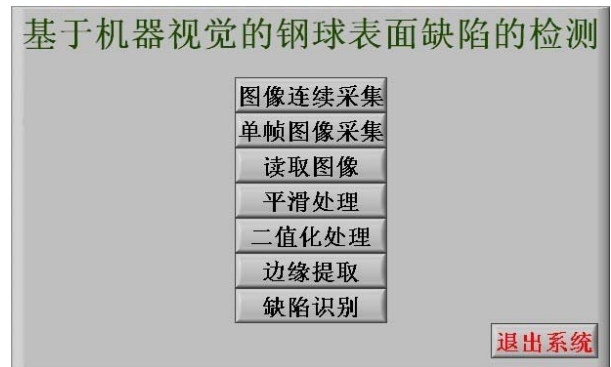 基于机器视觉的钢球表面缺陷的检测
图像连续采集
单帧图像采集
读取图像
平滑处理
二值化处理
边缘提取
缺陷识别
退出系统